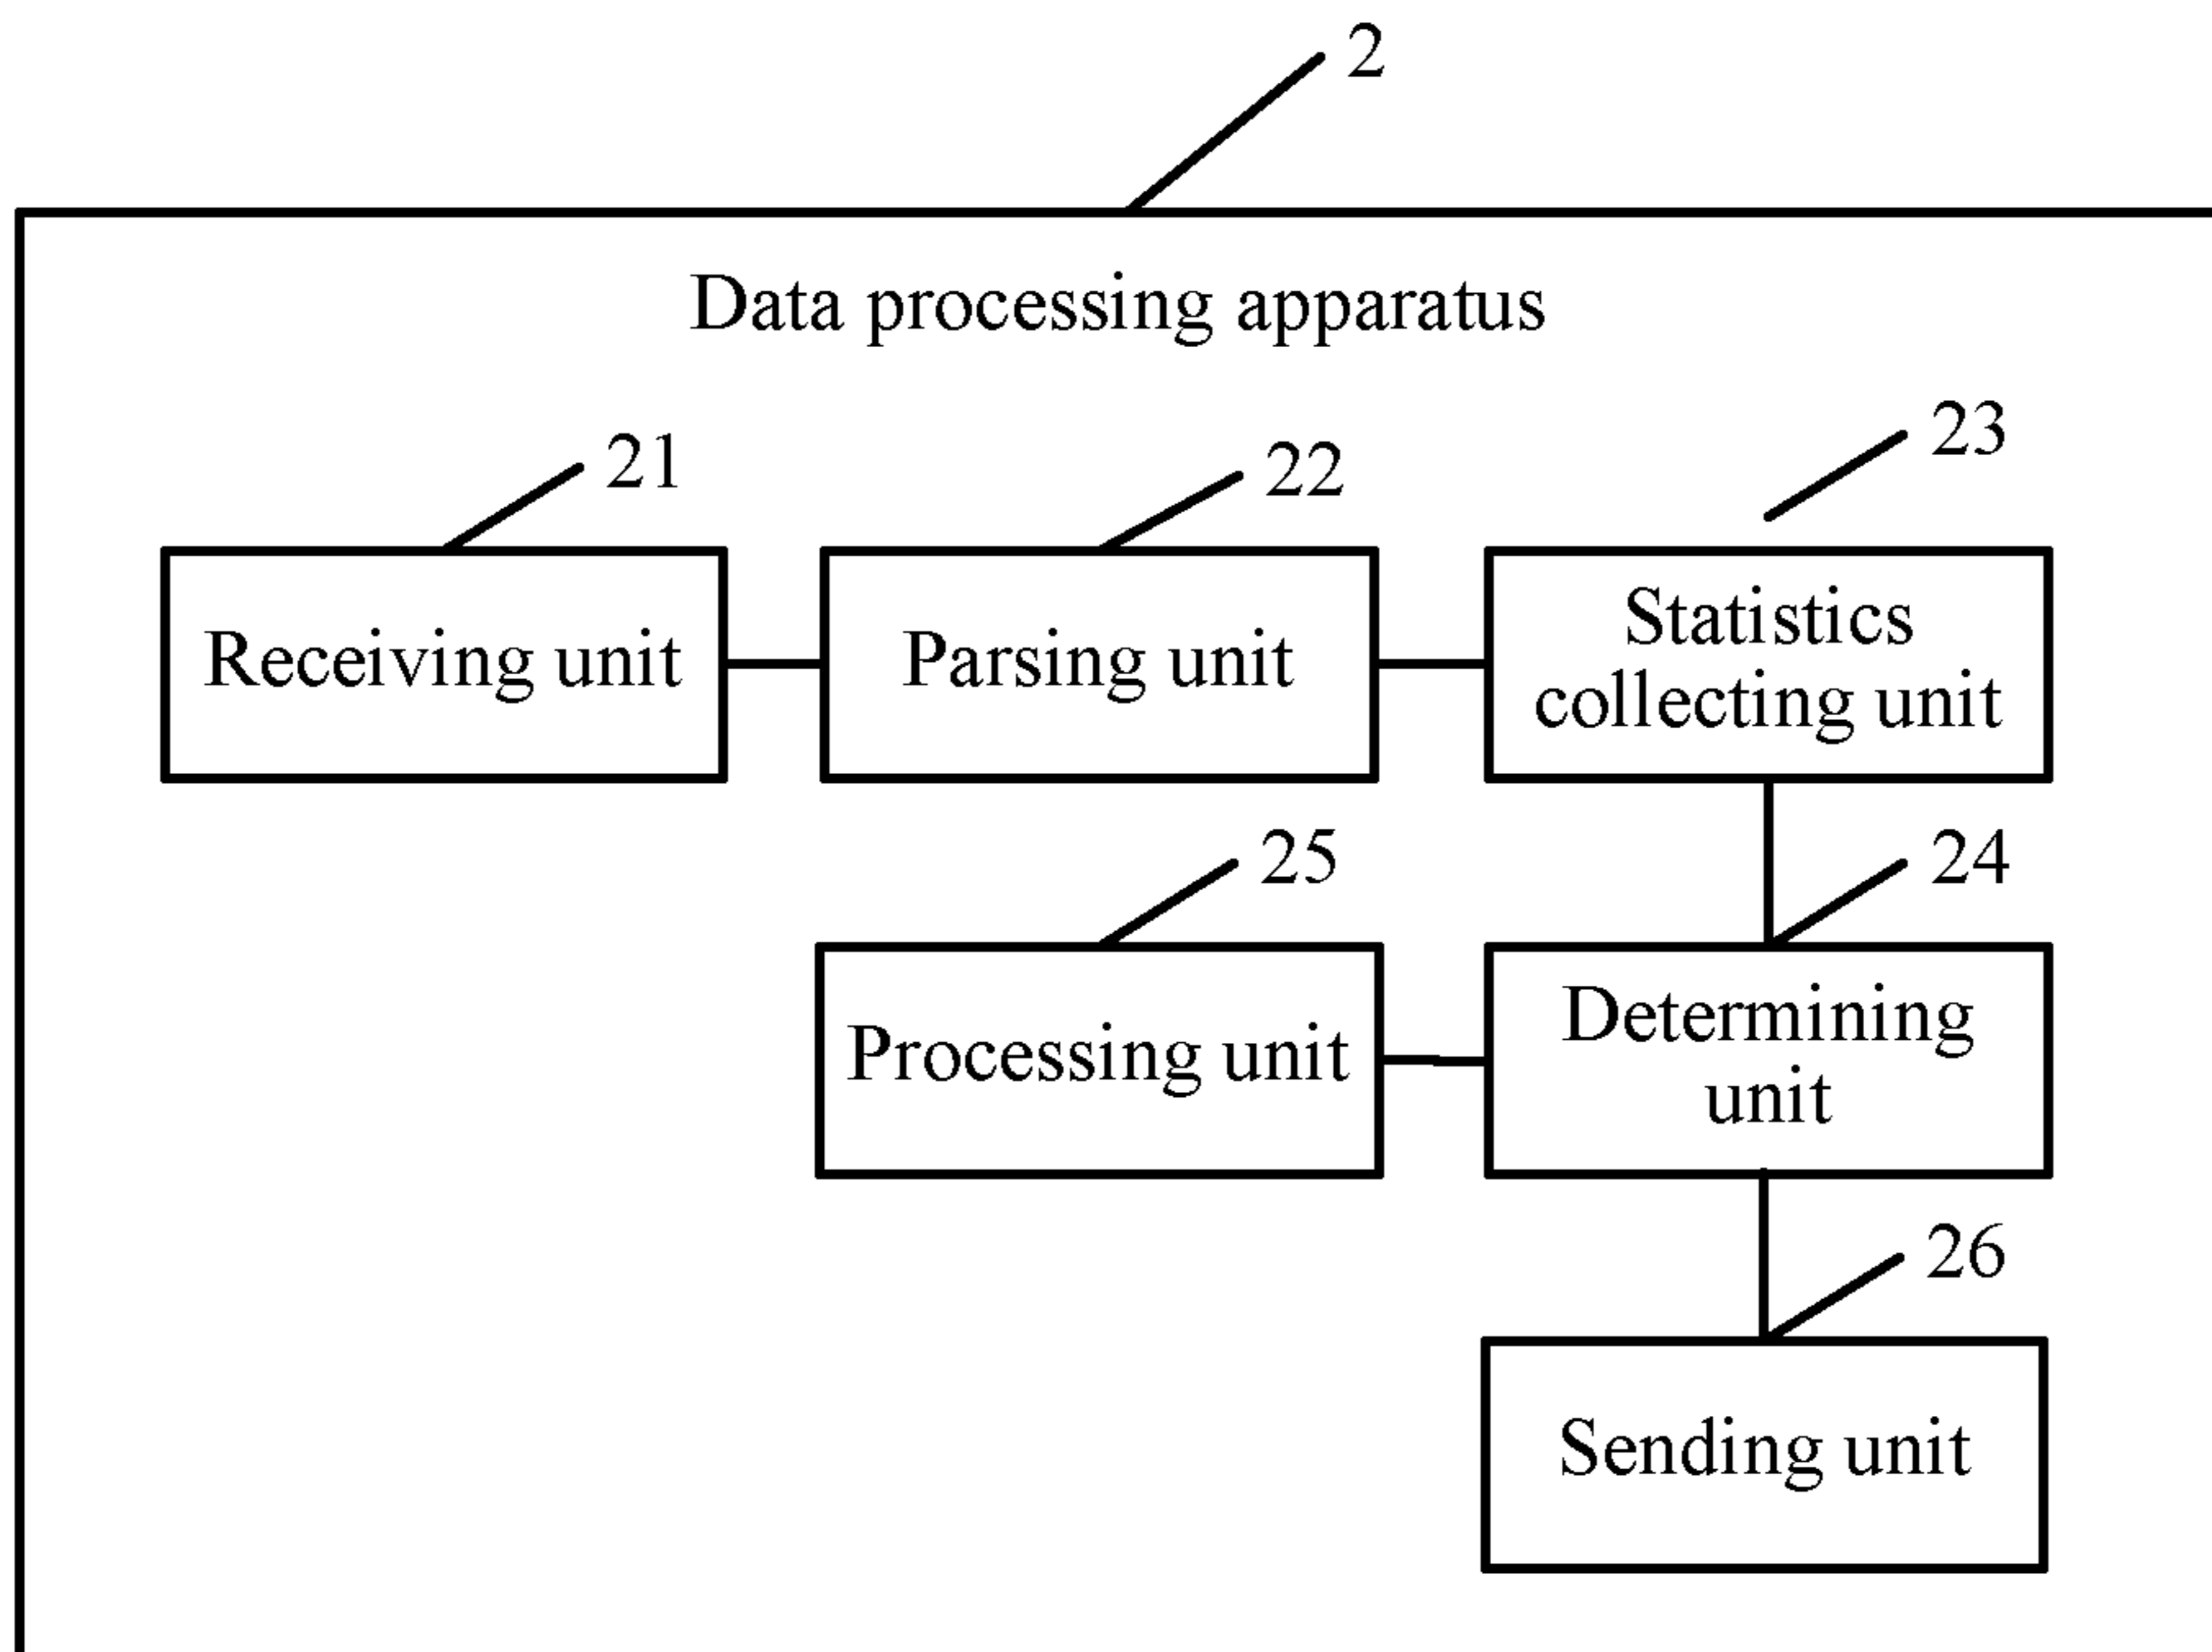 2
Data processing apparatus
21
22
23
Receiving unit
Parsing unit
Statistics
collecting unit
25
24
Processing unit
Determining
unit
26
Sending unit